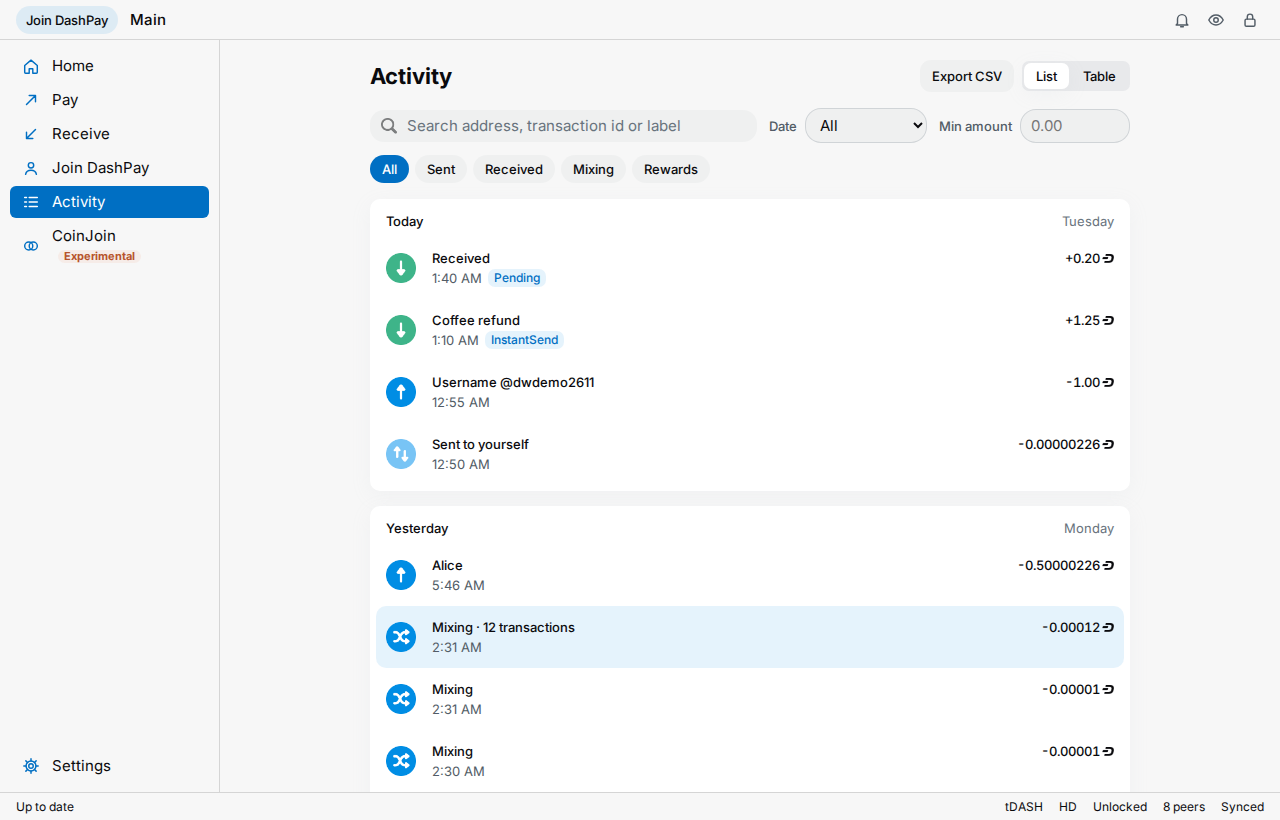 Join DashPay Main
Home
Pay
Receive
Join DashPay
Activity
CoinJoin
Experimental
Settings
Activity
Export CSV
List Table
Search address, transaction id or label
Date All
Min amount 0.00
All Sent Received Mixing Rewards
Today Tuesday
Received +0.20
1:40 AM Pending
Coffee refund +1.25
1:10 AM InstantSend
Username @dwdemo2611 -1.00
12:55 AM
Sent to yourself -0.00000226
12:50 AM
Yesterday Monday
Alice -0.50000226
5:46 AM
Mixing · 12 transactions -0.00012
2:31 AM
Mixing -0.00001
2:31 AM
Mixing -0.00001
2:30 AM
Up to date
tDASH HD Unlocked 8 peers Synced